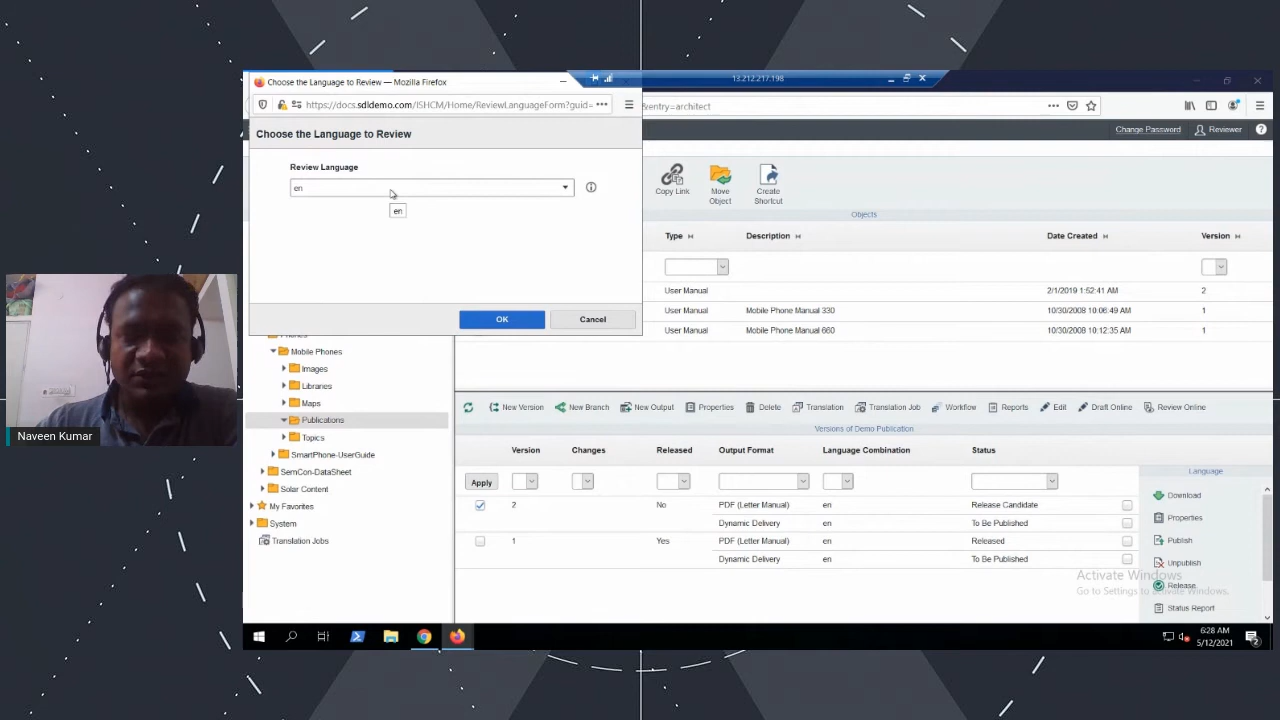 Choose the Language to Review — Mozilla Firefox
13.212.217.198
https://docs.sdldemo.com/ISHCM/Home/ReviewLanguageForm?guid=
&entry=architect
Choose the Language to Review
Change Password
Reviewer
Review Language
en
en
OK
Cancel
Copy Link
Move Object
Create Shortcut
Objects
Type
Description
Date Created
Version
User Manual
2/1/2019 1:52:41 AM
2
User Manual
Mobile Phone Manual 330
10/30/2008 10:06:49 AM
1
User Manual
Mobile Phone Manual 660
10/30/2008 10:12:35 AM
1
Mobile Phones
Images
Libraries
Maps
Publications
Topics
SmartPhone-UserGuide
SemCon-DataSheet
Solar Content
My Favorites
System
Translation Jobs
New Version
New Branch
New Output
Properties
Delete
Translation
Translation Job
Workflow
Reports
Edit
Draft Online
Review Online
Versions of Demo Publication
Version
Changes
Released
Output Format
Language Combination
Status
Apply
2
No
PDF (Letter Manual)
en
Release Candidate
Dynamic Delivery
en
To Be Published
1
Yes
PDF (Letter Manual)
en
Released
Dynamic Delivery
en
To Be Published
Language
Download
Properties
Publish
Unpublish
Release
Status Report
Activate Windows
Go to Settings to activate Windows.
6:28 AM
5/12/2021
Naveen Kumar